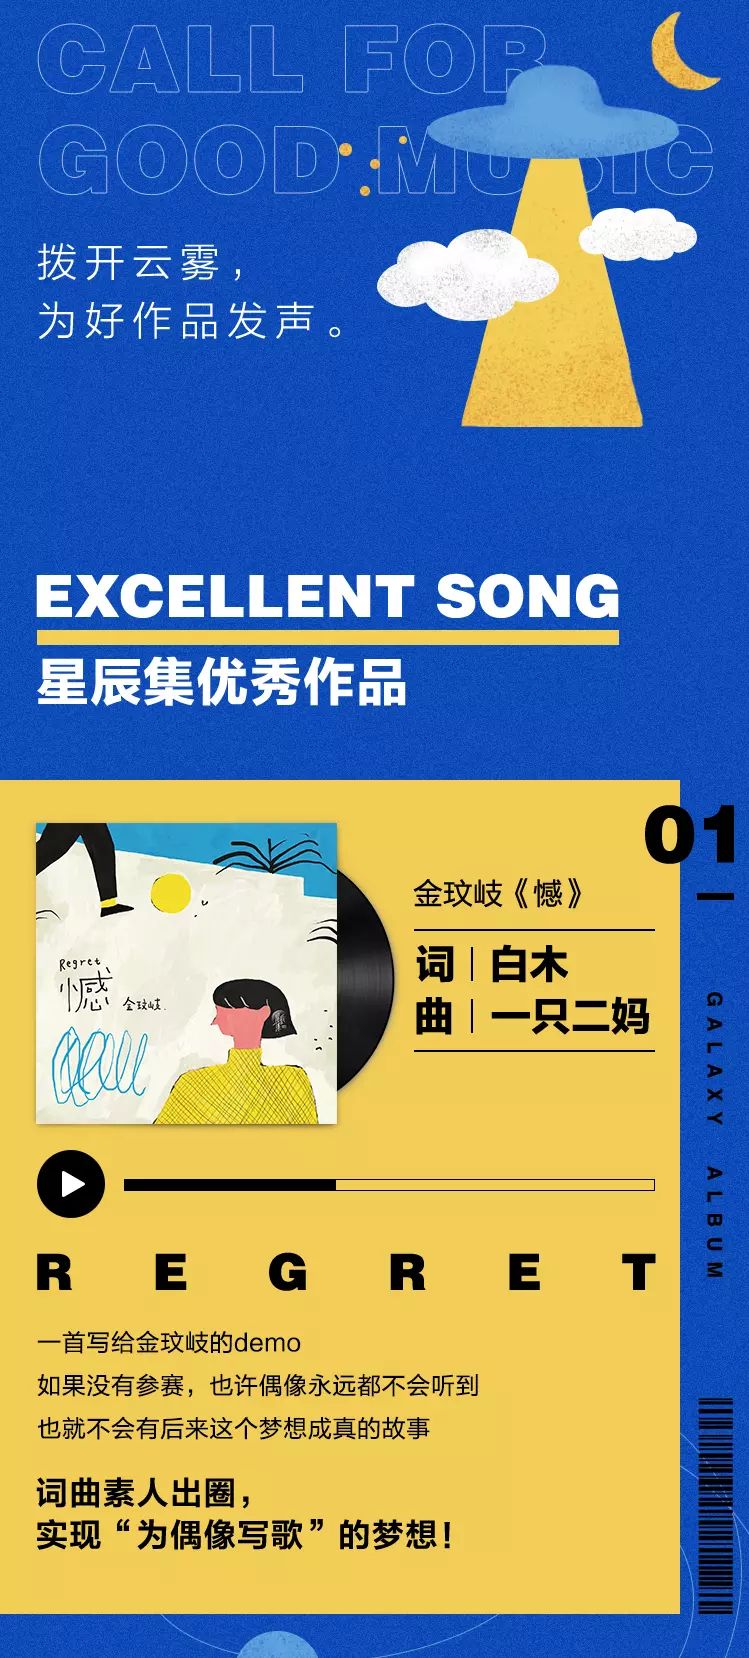 CALL FOR
GOOD MUSIC
拨开云雾，
为好作品发声。
EXCELLENT SONG
星辰集优秀作品
01
GALAXY ALBUM
Regret
憾
金玟岐.
金玟岐《憾》
词｜白木
曲｜一只二妈
REGRET
一首写给金玟岐的demo
如果没有参赛，也许偶像永远都不会听到
也就不会有后来这个梦想成真的故事
词曲素人出圈，
实现“为偶像写歌”的梦想！